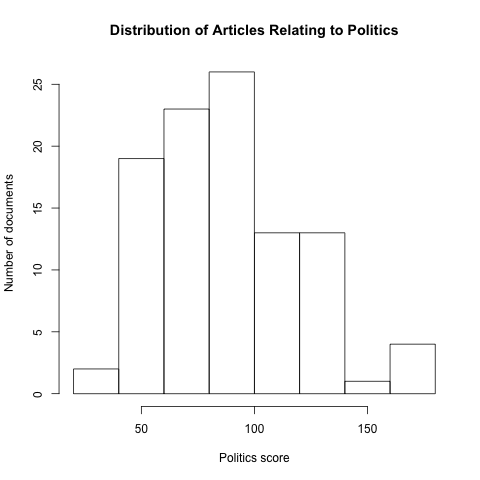 Distribution of Articles Relating to Politics
Number of documents
25
20
15
10
5
0
50 100 150
Politics score